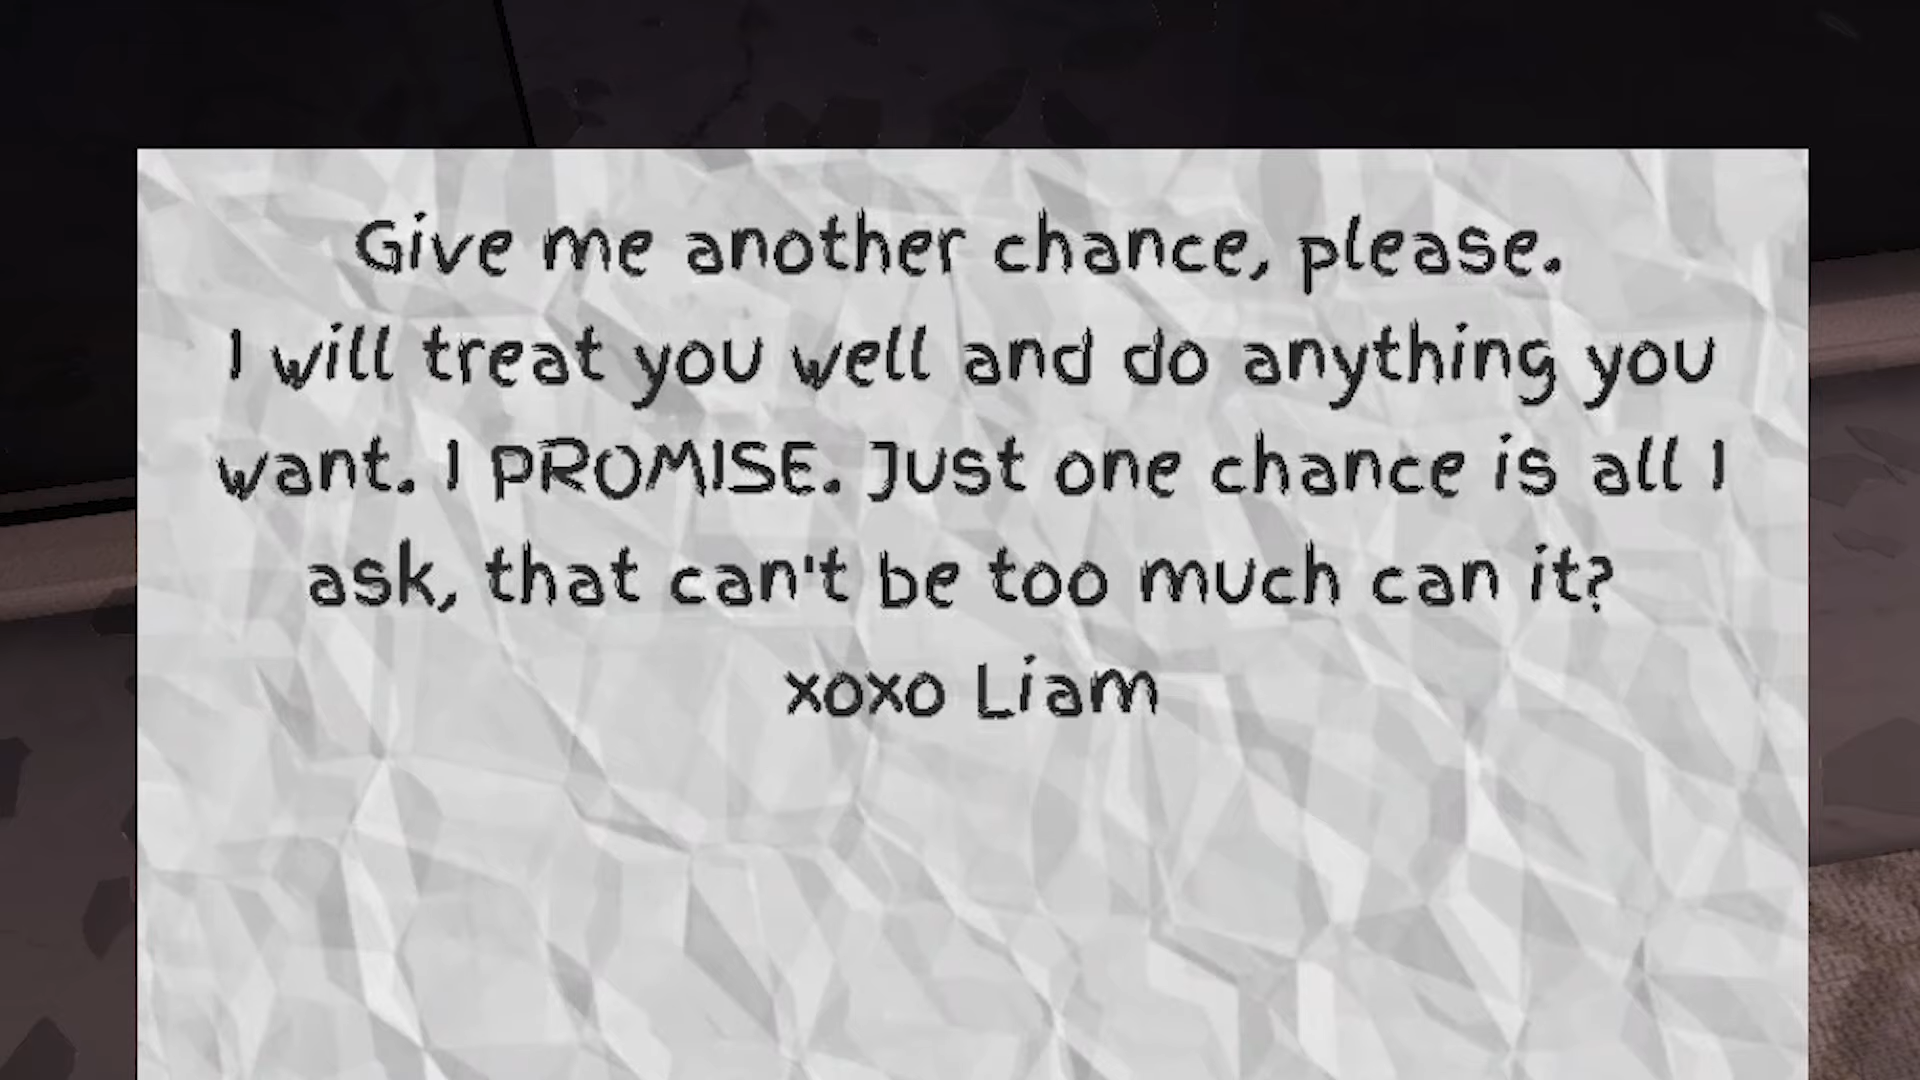 Give me another chance, please.
I will treat you well and do anything you
want. I PROMISE. Just one chance is all I
ask, that can't be too much can it?
xoxo Liam